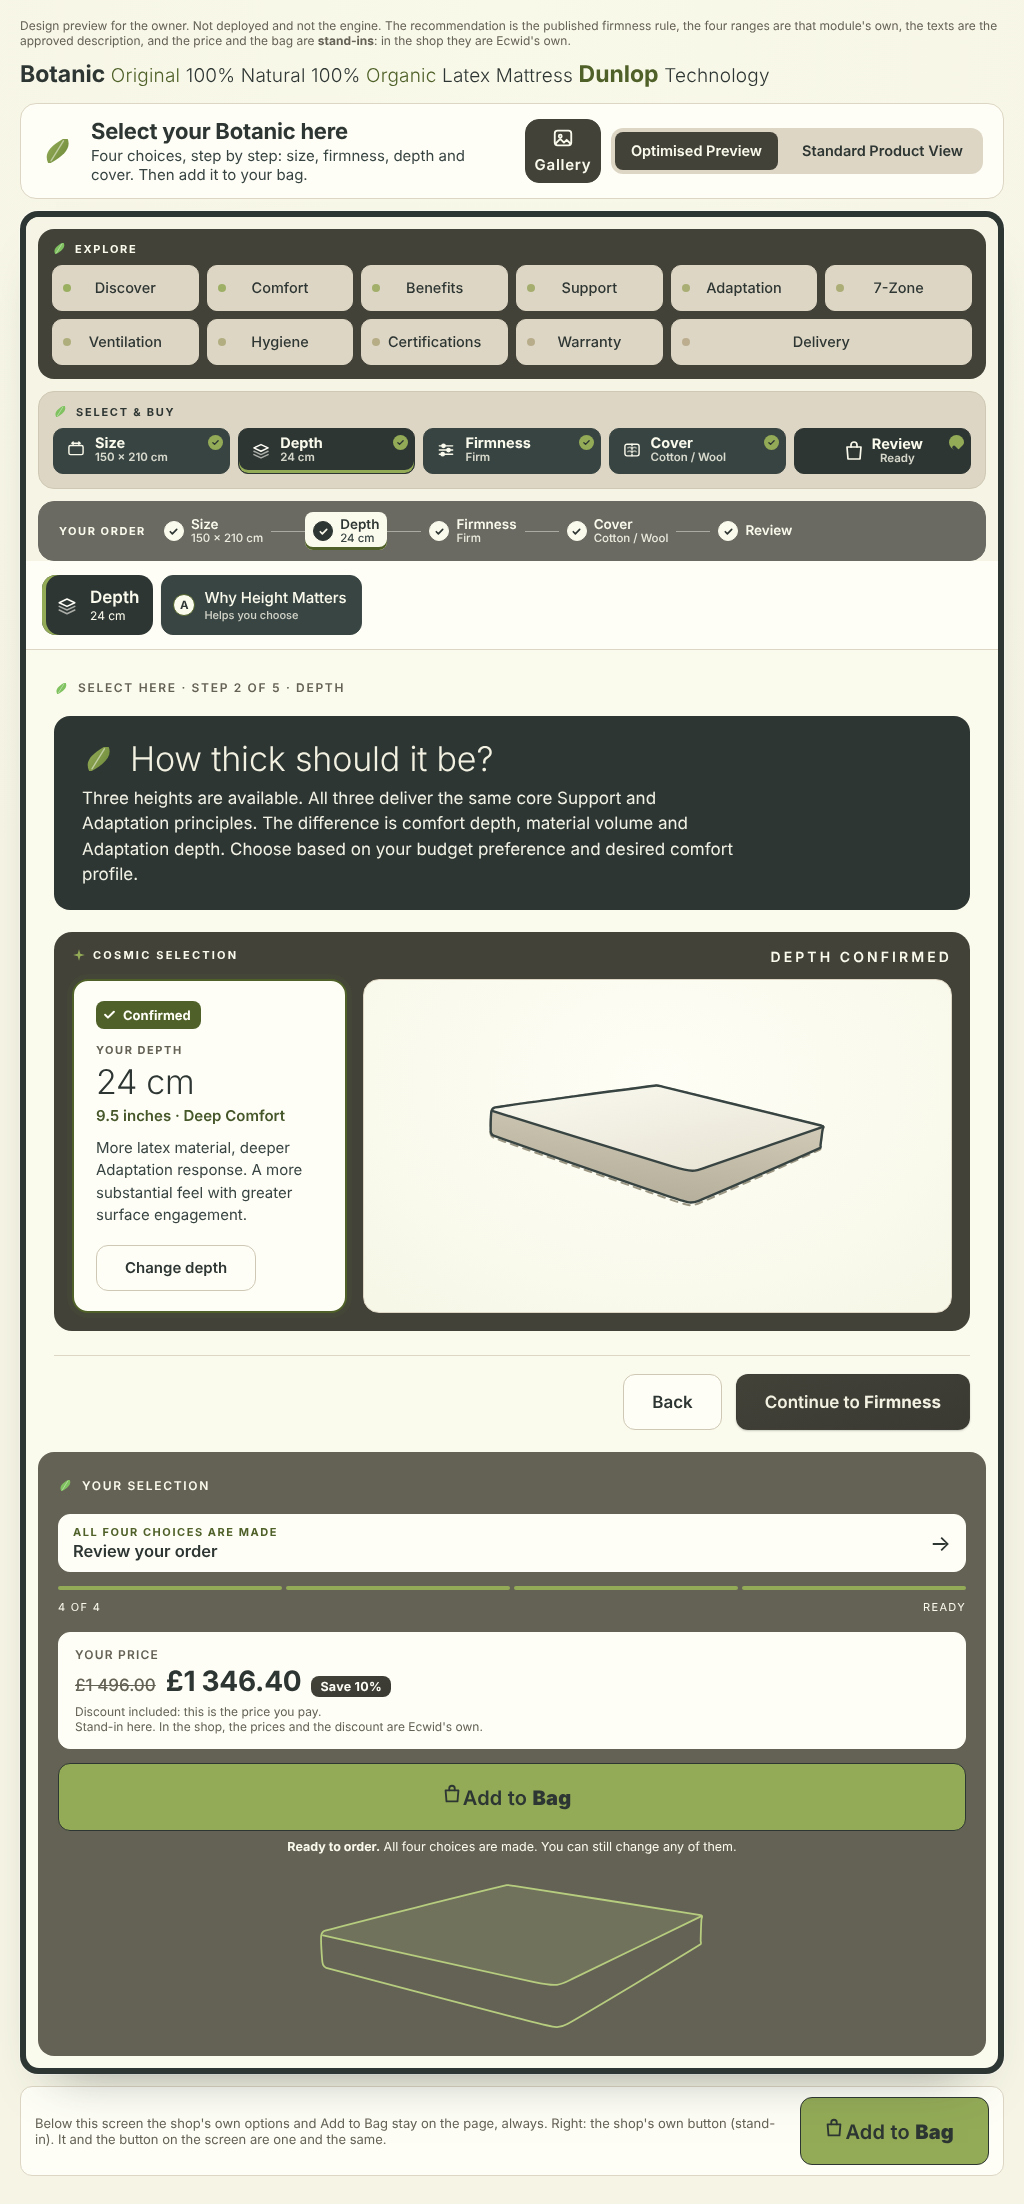 Design preview for the owner. Not deployed and not the engine. The recommendation is the published firmness rule, the four ranges are that module's own, the texts are the
approved description, and the price and the bag are stand-ins: in the shop they are Ecwid's own.
Botanic Original 100% Natural 100% Organic Latex Mattress Dunlop Technology
Select your Botanic here
Four choices, step by step: size, firmness, depth and
cover. Then add it to your bag.
Gallery
Optimised Preview
Standard Product View
EXPLORE
Discover
Comfort
Benefits
Support
Adaptation
7-Zone
Ventilation
Hygiene
Certifications
Warranty
Delivery
SELECT & BUY
Size
150 × 210 cm
Depth
24 cm
Firmness
Firm
Cover
Cotton / Wool
Review
Ready
YOUR ORDER
Size
150 × 210 cm
Depth
24 cm
Firmness
Firm
Cover
Cotton / Wool
Review
Depth
24 cm
A
Why Height Matters
Helps you choose
SELECT HERE · STEP 2 OF 5 · DEPTH
How thick should it be?
Three heights are available. All three deliver the same core Support and
Adaptation principles. The difference is comfort depth, material volume and
Adaptation depth. Choose based on your budget preference and desired comfort
profile.
COSMIC SELECTION
DEPTH CONFIRMED
Confirmed
YOUR DEPTH
24 cm
9.5 inches · Deep Comfort
More latex material, deeper
Adaptation response. A more
substantial feel with greater
surface engagement.
Change depth
Back
Continue to Firmness
YOUR SELECTION
ALL FOUR CHOICES ARE MADE
Review your order
4 OF 4
READY
YOUR PRICE
£1 496.00 £1 346.40 Save 10%
Discount included: this is the price you pay.
Stand-in here. In the shop, the prices and the discount are Ecwid's own.
Add to Bag
Ready to order. All four choices are made. You can still change any of them.
Below this screen the shop's own options and Add to Bag stay on the page, always. Right: the shop's own button (stand-
in). It and the button on the screen are one and the same.
Add to Bag